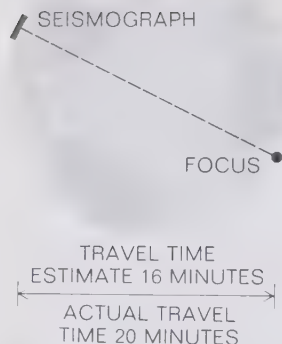 SEISMOGRAPH
FOCUS
TRAVEL TIME
ESTIMATE 16 MINUTES
ACTUAL TRAVEL
TIME 20 MINUTES